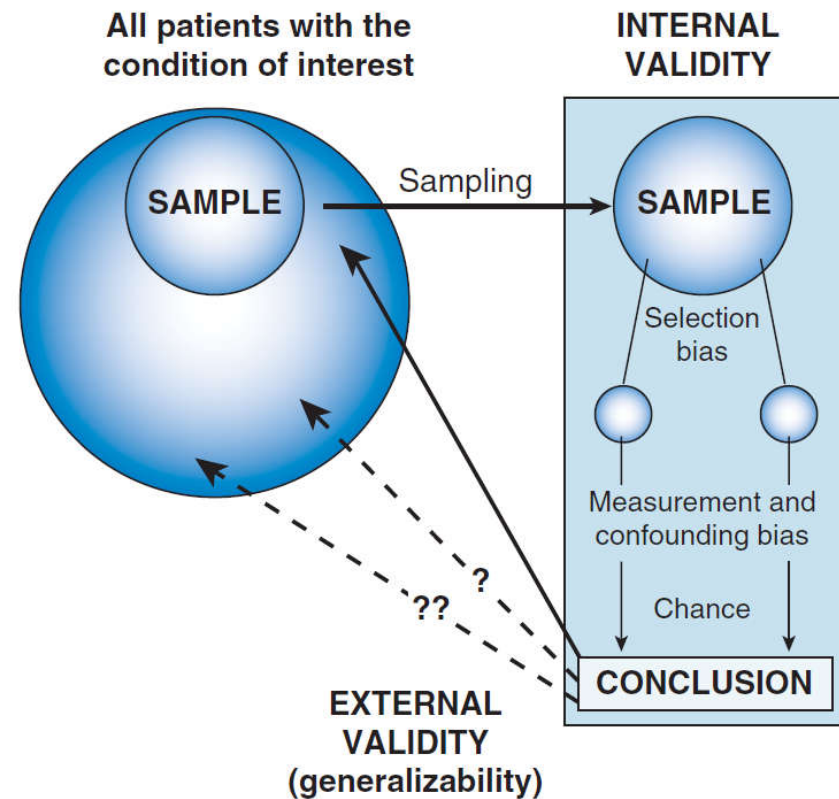 All patients with the
condition of interest
INTERNAL
VALIDITY
SAMPLE
Sampling
SAMPLE
Selection
bias
Measurement and
confounding bias
?
??
Chance
CONCLUSION
EXTERNAL
VALIDITY
(generalizability)